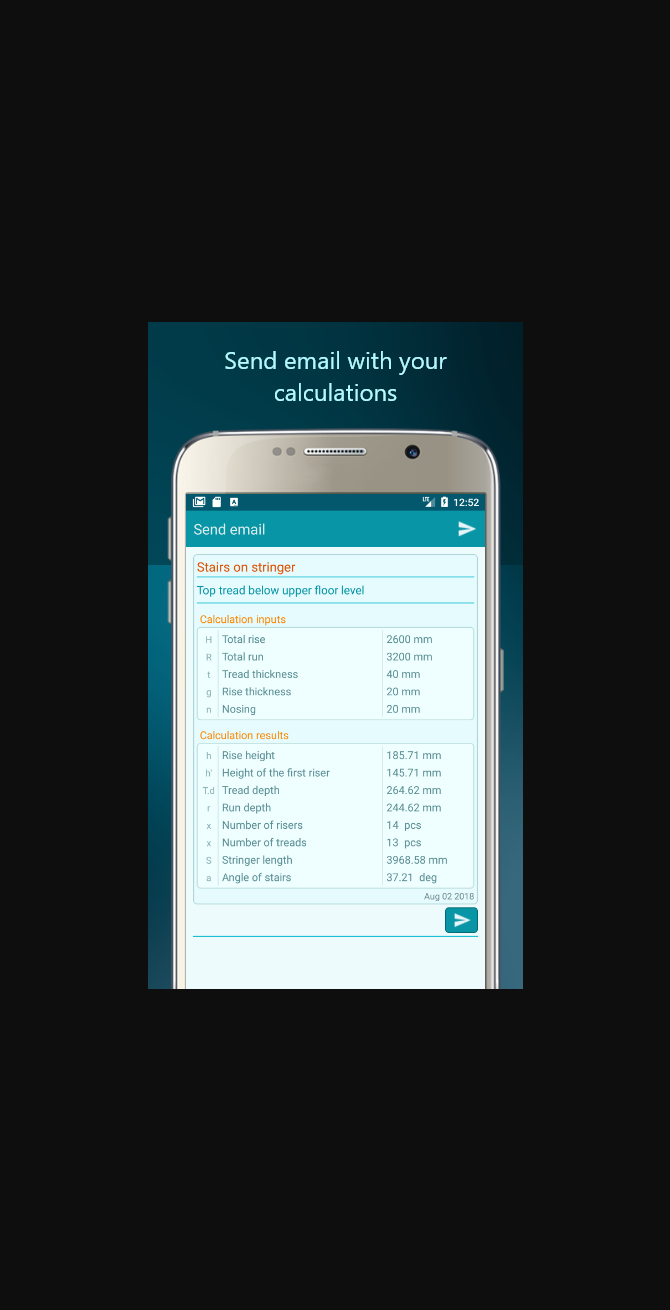 Send email with your
calculations
LTE
12:52
Send email
Stairs on stringer
Top tread below upper floor level
Calculation inputs
H Total rise 2600 mm
R Total run 3200 mm
t Tread thickness 40 mm
g Rise thickness 20 mm
n Nosing 20 mm
Calculation results
h Rise height 185.71 mm
h' Height of the first riser 145.71 mm
T.d Tread depth 264.62 mm
r Run depth 244.62 mm
x Number of risers 14 pcs
x Number of treads 13 pcs
S Stringer length 3968.58 mm
a Angle of stairs 37.21 deg
Aug 02 2018